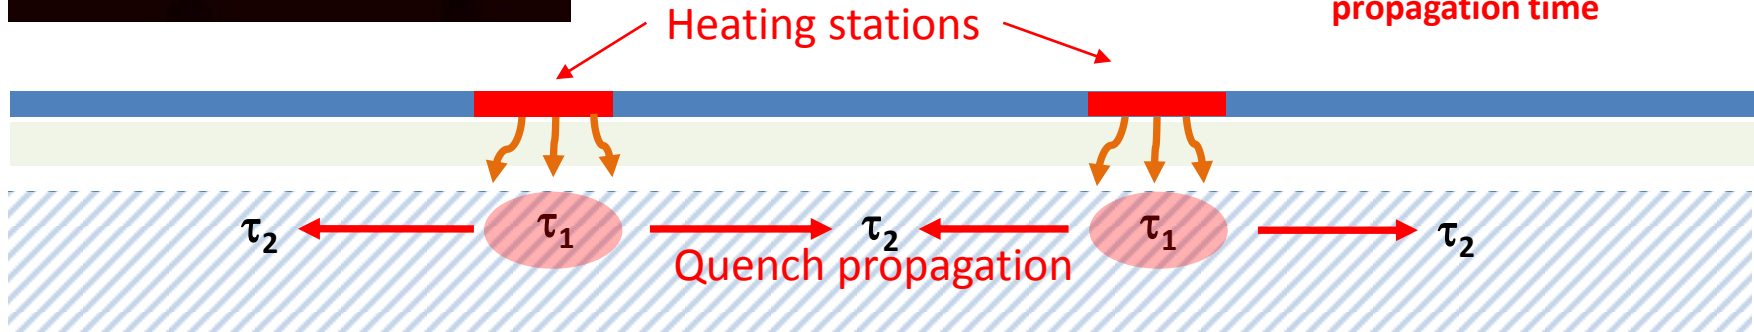 propagation time
Heating stations
τ₂ τ₁ τ₂ τ₁ τ₂
Quench propagation